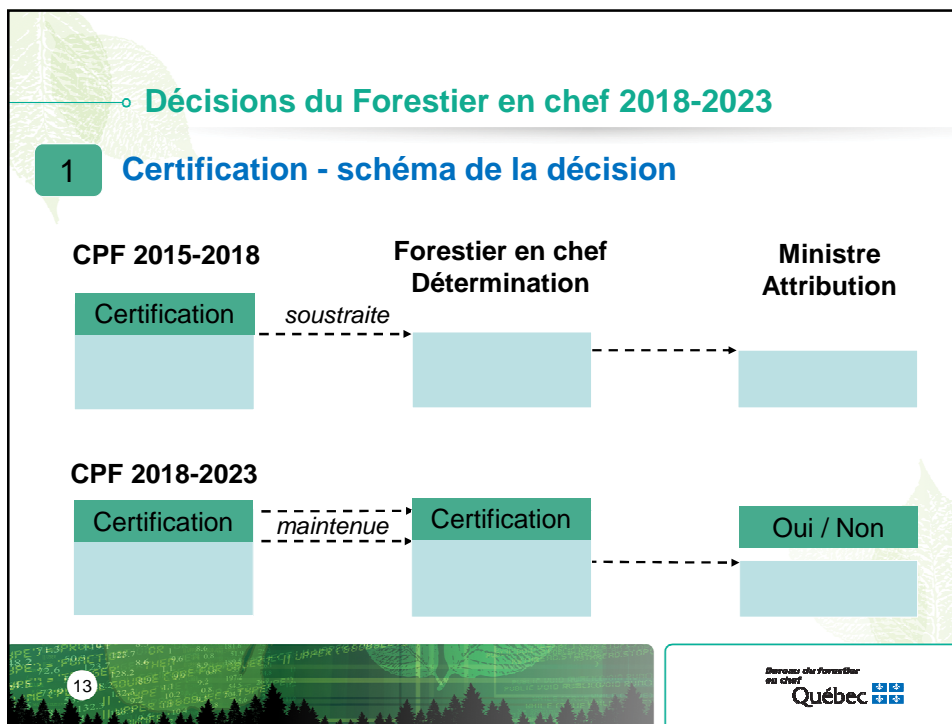 Décisions du Forestier en chef 2018-2023
1
Certification - schéma de la décision
CPF 2015-2018
Forestier en chef
Détermination
Ministre
Attribution
Certification
soustraite
CPF 2018-2023
Certification
maintenue
Certification
Oui / Non
13
Bureau du forestier
en chef
Québec